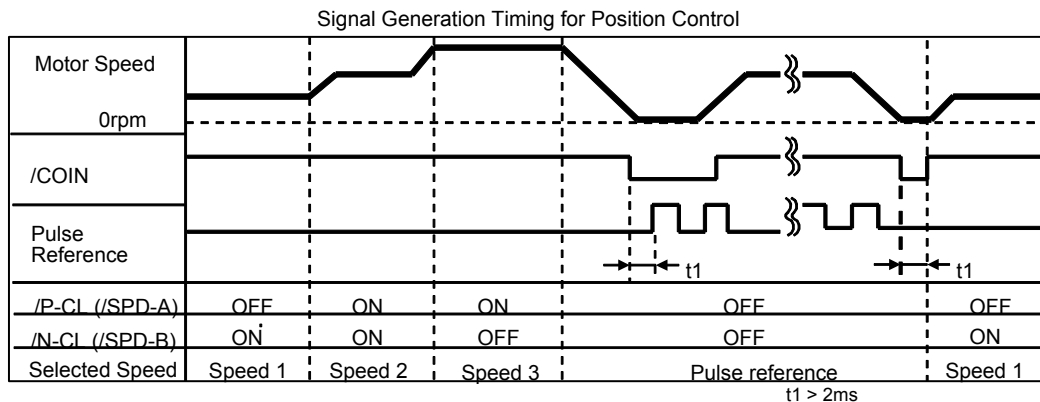 Signal Generation Timing for Position Control
Motor Speed
0rpm
/COIN
Pulse
Reference
t1
t1
/P-CL (/SPD-A) OFF ON ON OFF OFF
/N-CL (/SPD-B) ON ON OFF OFF ON
Selected Speed Speed 1 Speed 2 Speed 3 Pulse reference Speed 1
t1 > 2ms